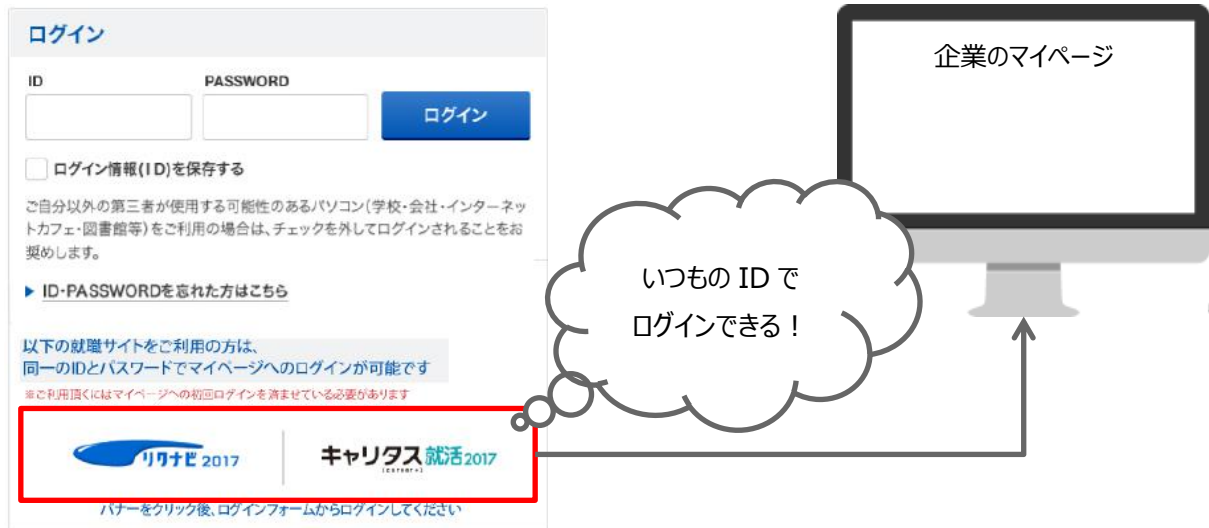 ログイン
ID
PASSWORD
ログイン
ログイン情報(ID)を保存する
ご自分以外の第三者が使用する可能性のあるパソコン(学校・会社・インターネッ
トカフェ・図書館等)をご利用の場合は、チェックを外してログインされることをお
奨めします。
ID・PASSWORDを忘れた方はこちら
以下の就職サイトをご利用の方は、
同一のIDとパスワードでマイページへのログインが可能です
※ご利用頂くにはマイページへの初回ログインを済ませている必要があります
リクナビ2017
キャリタス就活2017
(career+)
バナーをクリック後、ログインフォームからログインしてください
いつもの ID で
ログインできる！
企業のマイページ